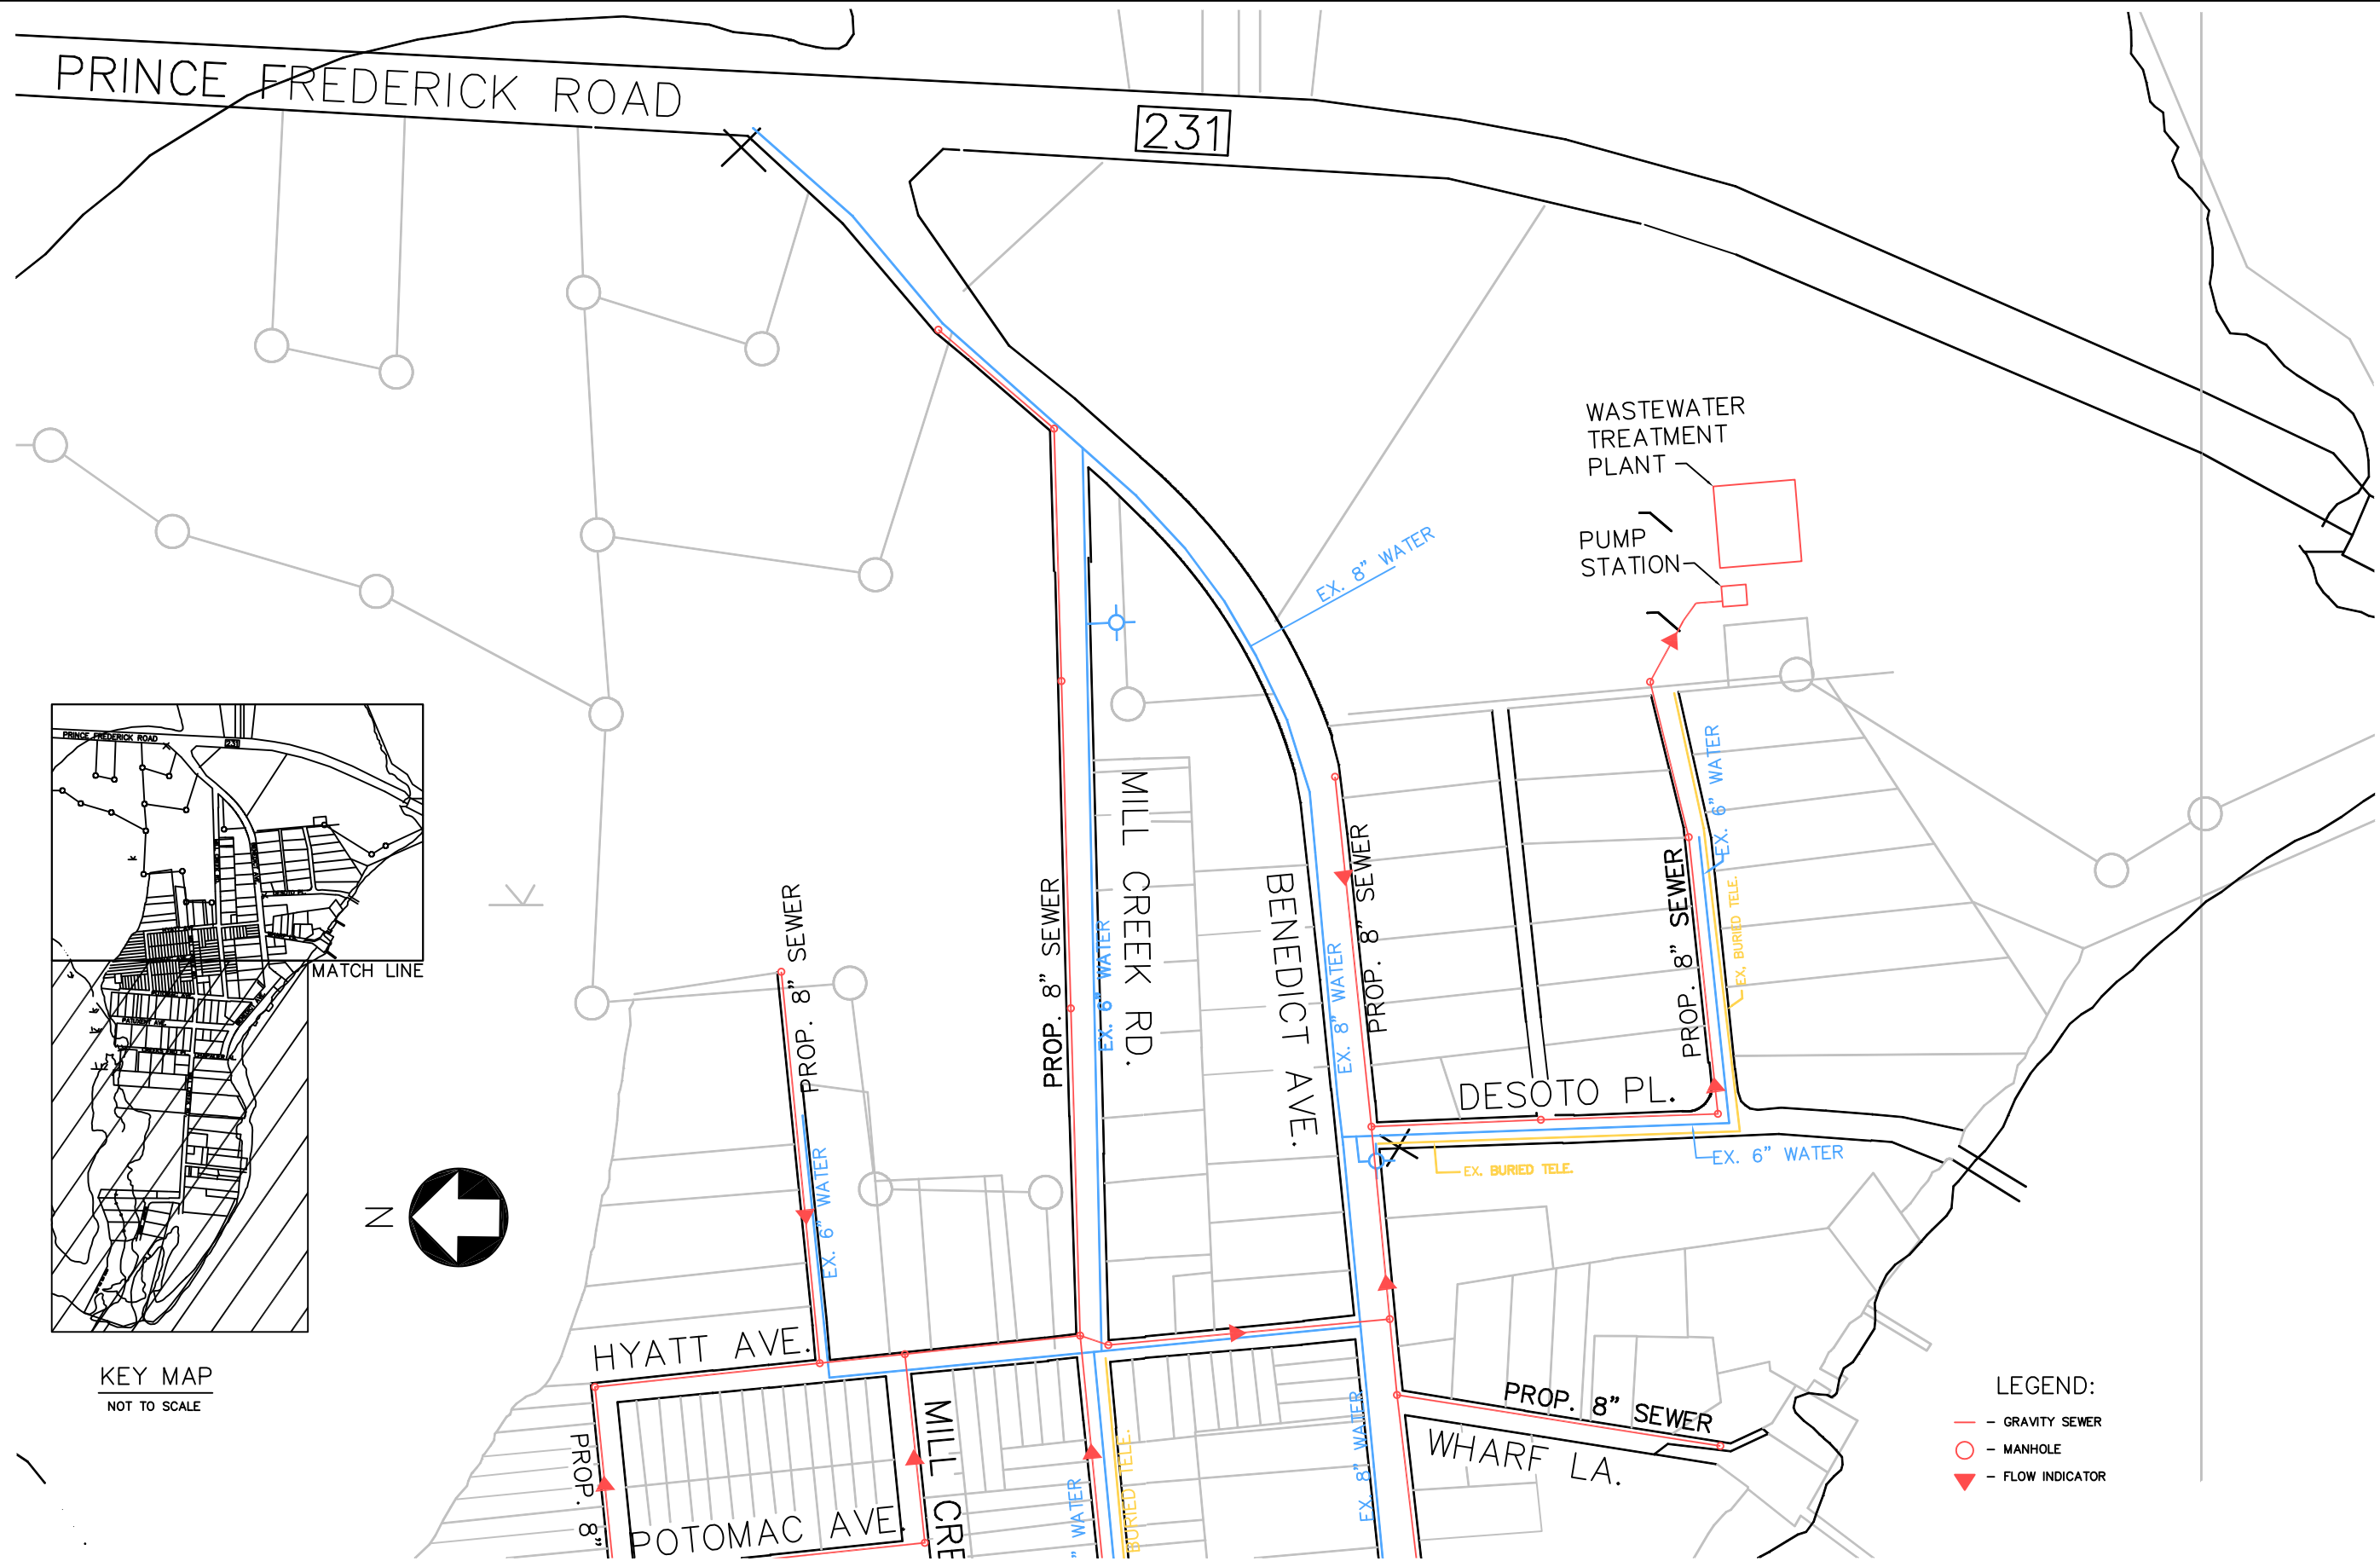 PRINCE FREDERICK ROAD
231
WASTEWATER
TREATMENT
PLANT
PUMP
STATION
EX. 8” WATER
EX. 6” WATER
PROP. 8” SEWER
MILL CREEK RD.
EX. 6” WATER
PROP. 8” SEWER
BENEDICT AVE.
EX. 8” WATER
PROP. 8” SEWER
PROP. 8” SEWER
EX. BURIED TELE.
DESOTO PL.
EX. BURIED TELE.
EX. 6” WATER
PROP. 8” SEWER
EX. 6” WATER
PRINCE FREDERICK ROAD
231
MATCH LINE
N
KEY MAP
NOT TO SCALE
HYATT AVE.
PROP. 8”
POTOMAC AVE.
MILL CRE
” WATER
BURIED TELE.
EX. 8” WATER
PROP. 8” SEWER
WHARF LA.
LEGEND:
– GRAVITY SEWER
– MANHOLE
– FLOW INDICATOR